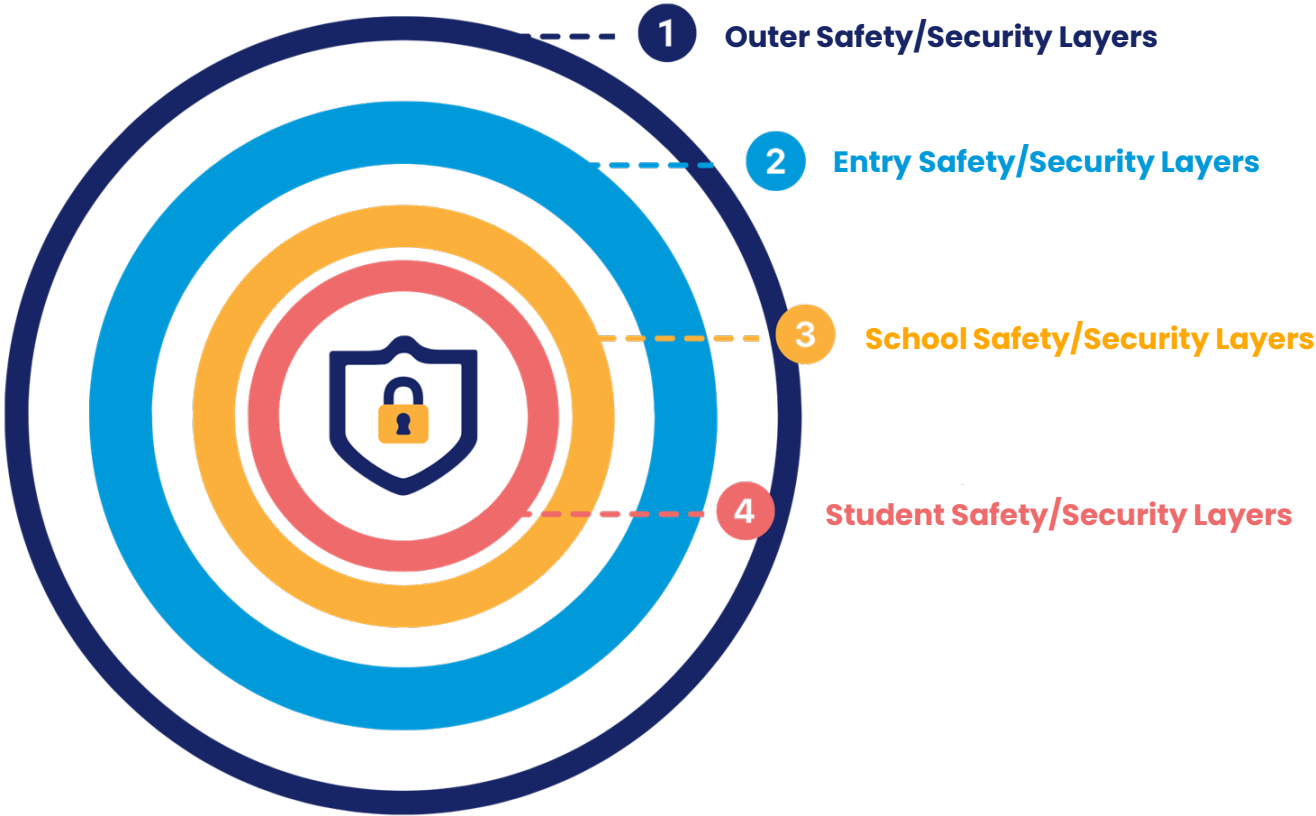 1 Outer Safety/Security Layers
2 Entry Safety/Security Layers
3 School Safety/Security Layers
4 Student Safety/Security Layers